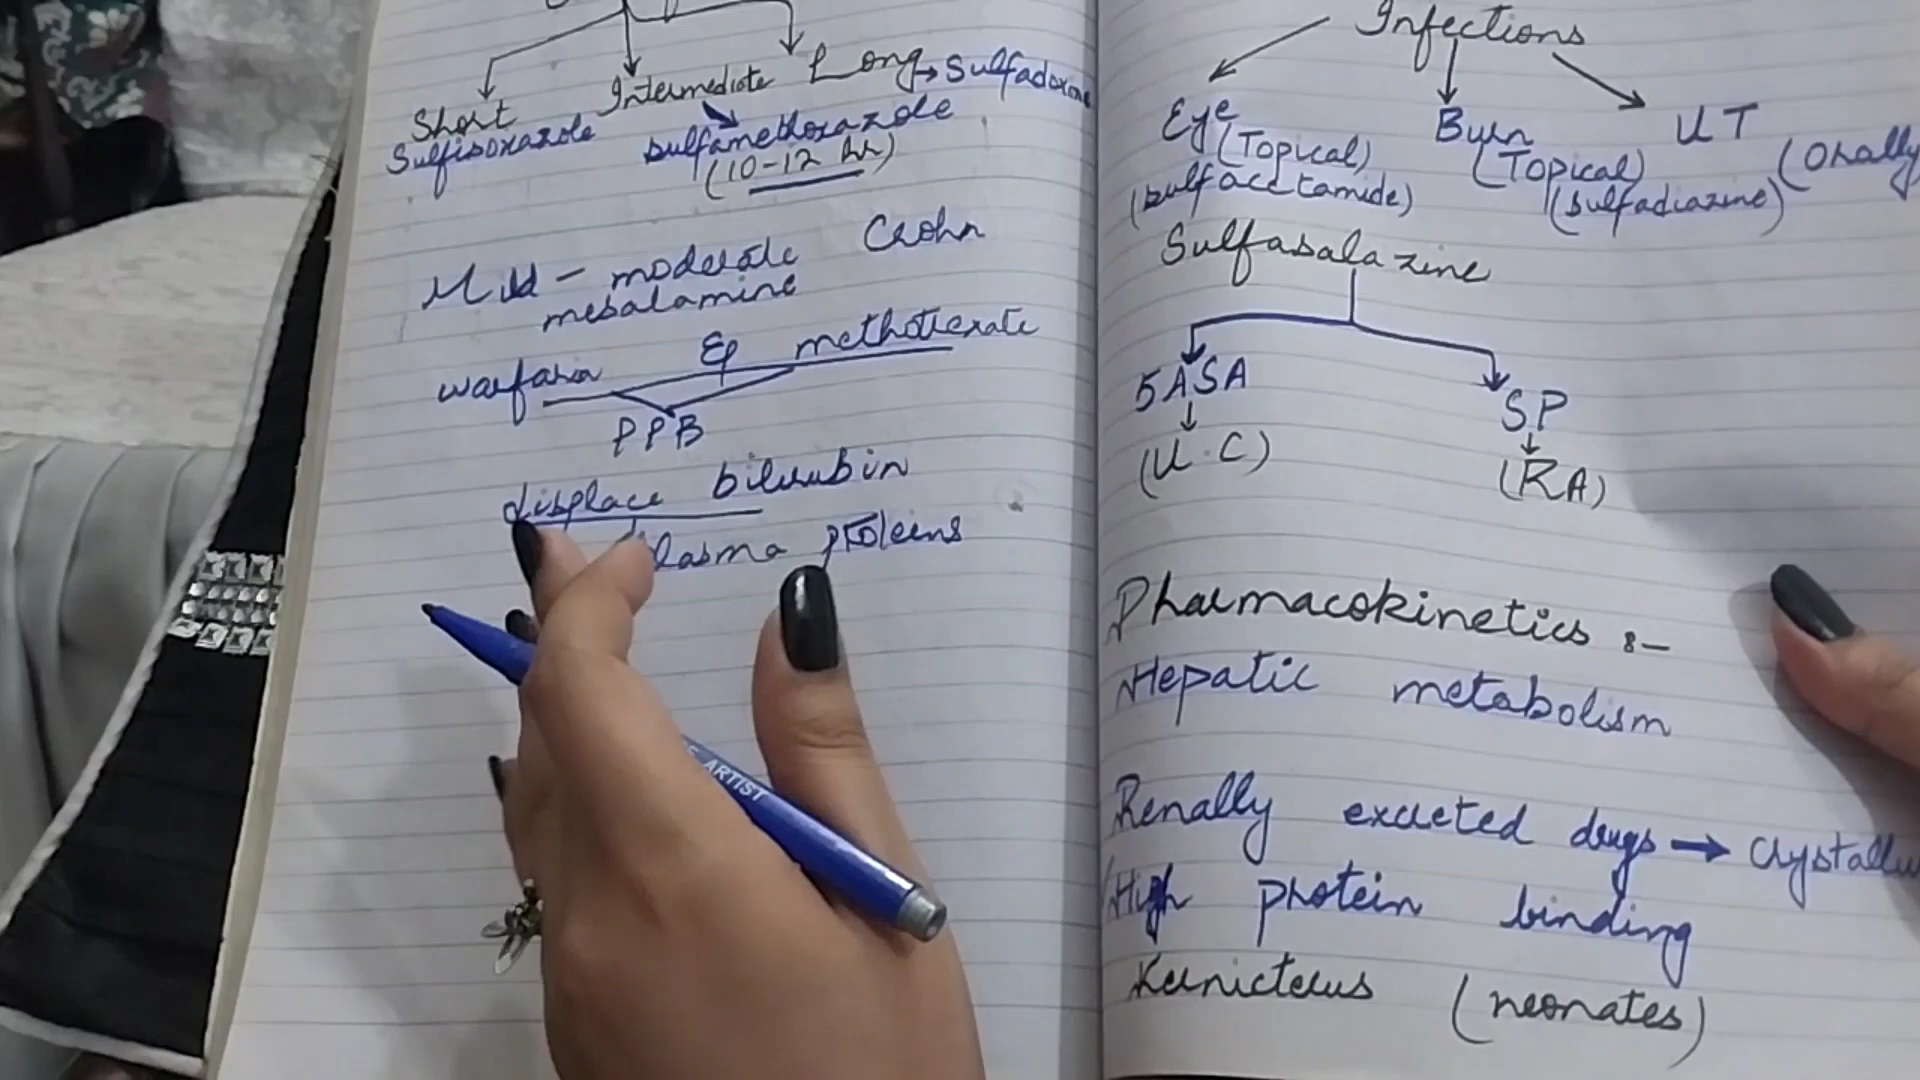 Short
Intermediate
Long → Sulfadoxine
Sulfisoxazole
sulfamethoxazole
(10-12 hr)
Mild - moderate Crohn
mesalamine
warfarin & methotrexate
PPB
displace bilirubin
plasma proteins
ARTIST
Infections
Eye
(Topical)
(sulfacetamide)
Burn
(Topical)
(sulfadiazine)
UT
(Orally
Sulfasalazine
5ASA
SP
(U.C)
(RA)
Pharmacokinetics :-
Hepatic metabolism
Renally excreted drugs → Crystallu
High protein binding
Kernicterus (neonates)